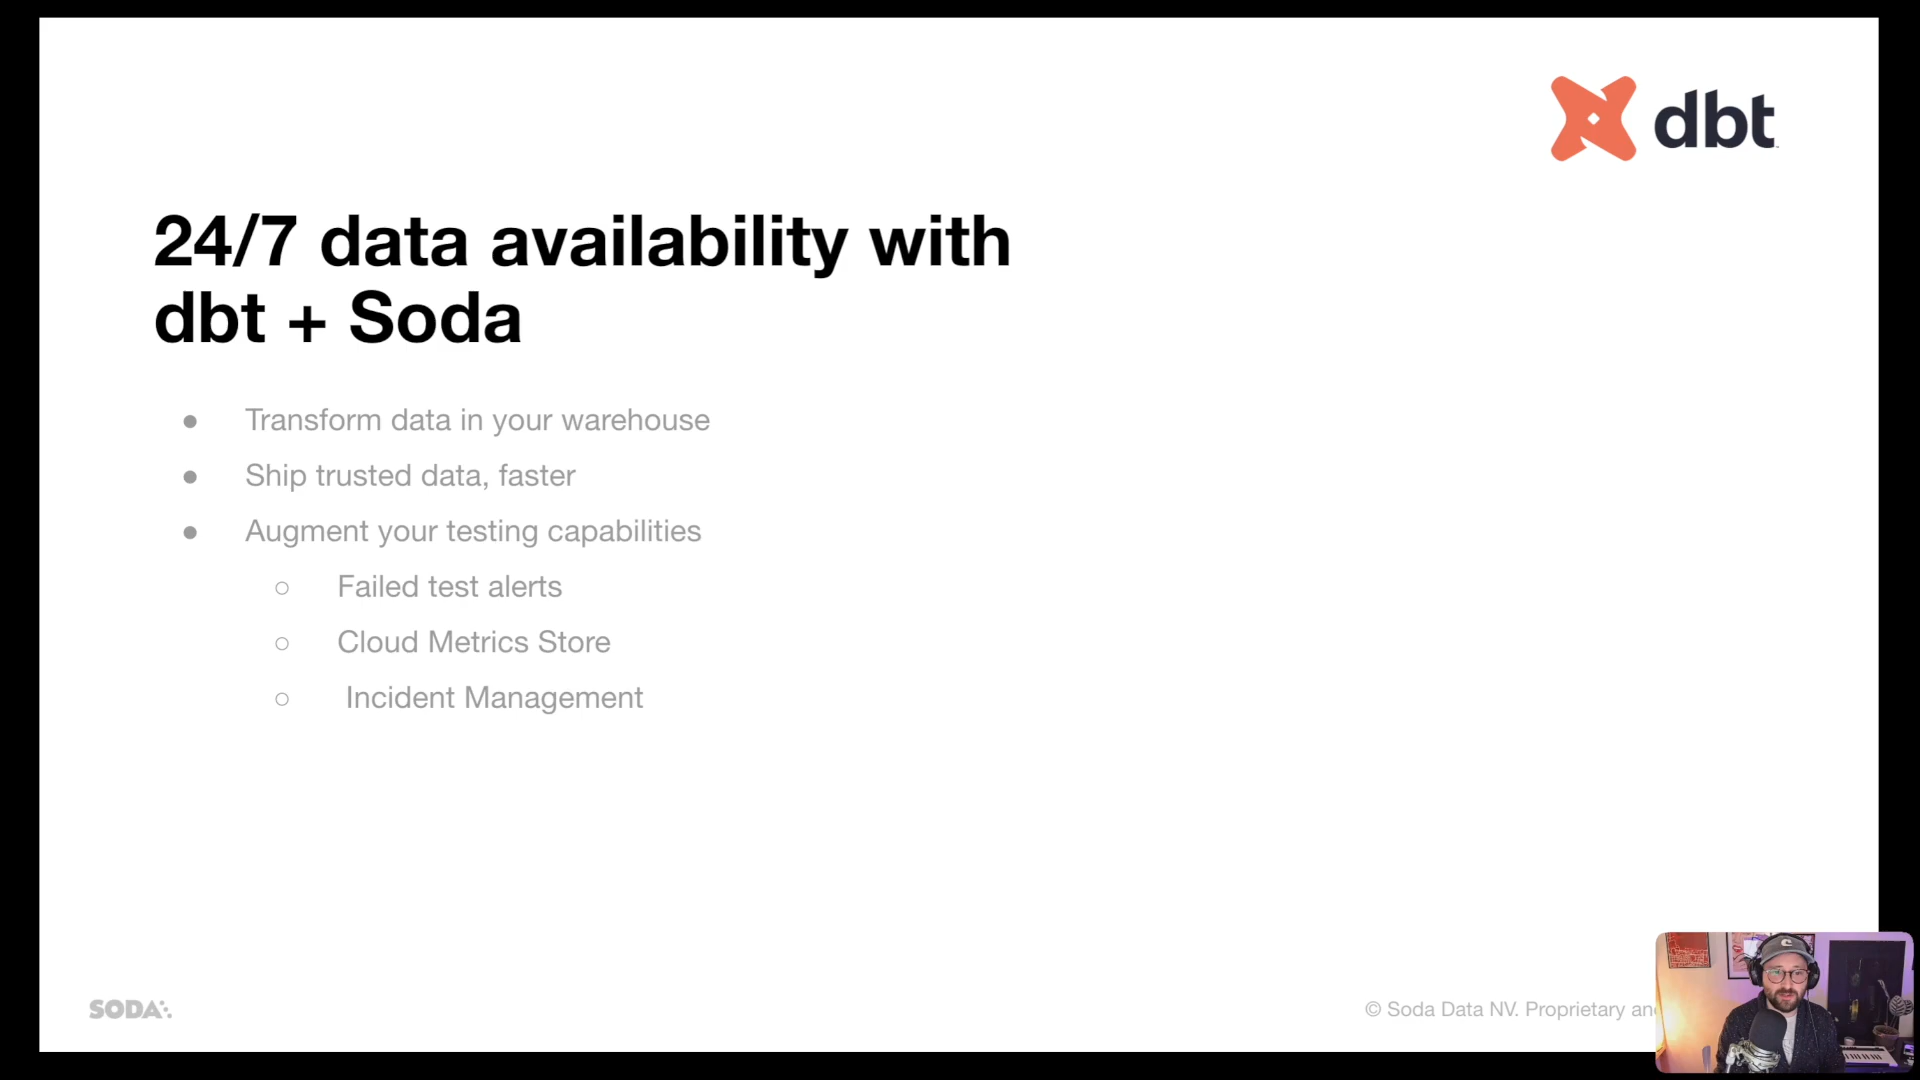 dbt
24/7 data availability with
dbt + Soda
● Transform data in your warehouse
● Ship trusted data, faster
● Augment your testing capabilities
○ Failed test alerts
○ Cloud Metrics Store
○ Incident Management
SODA
© Soda Data NV. Proprietary